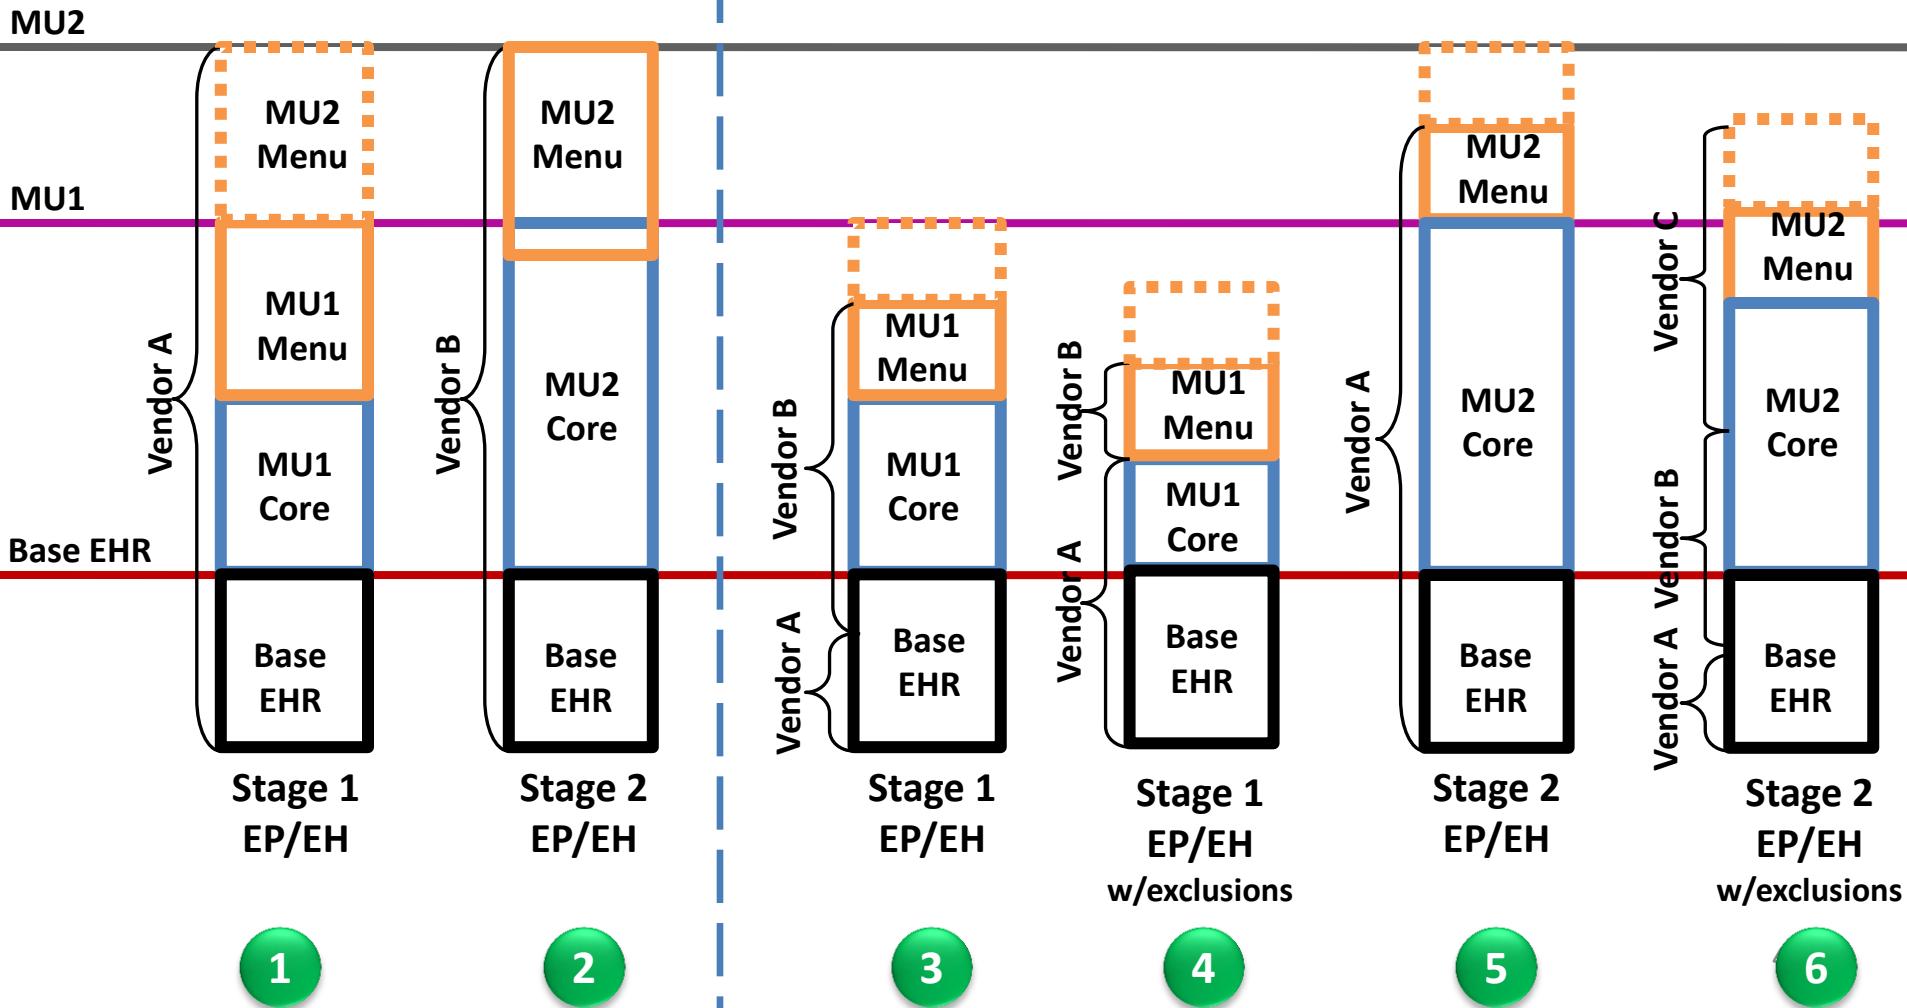 MU2
MU1
Base EHR
Vendor A
MU2
Menu
MU1
Menu
MU1
Core
Base
EHR
Stage 1
EP/EH
1
Vendor B
MU2
Menu
MU2
Core
Base
EHR
Stage 2
EP/EH
2
Vendor B
Vendor A
MU1
Menu
MU1
Core
Base
EHR
Stage 1
EP/EH
3
Vendor B
Vendor A
MU1
Menu
MU1
Core
Base
EHR
Stage 1
EP/EH
w/exclusions
4
Vendor A
MU2
Menu
MU2
Core
Base
EHR
Stage 2
EP/EH
5
Vendor C
Vendor B
Vendor A
MU2
Menu
MU2
Core
Base
EHR
Stage 2
EP/EH
w/exclusions
6